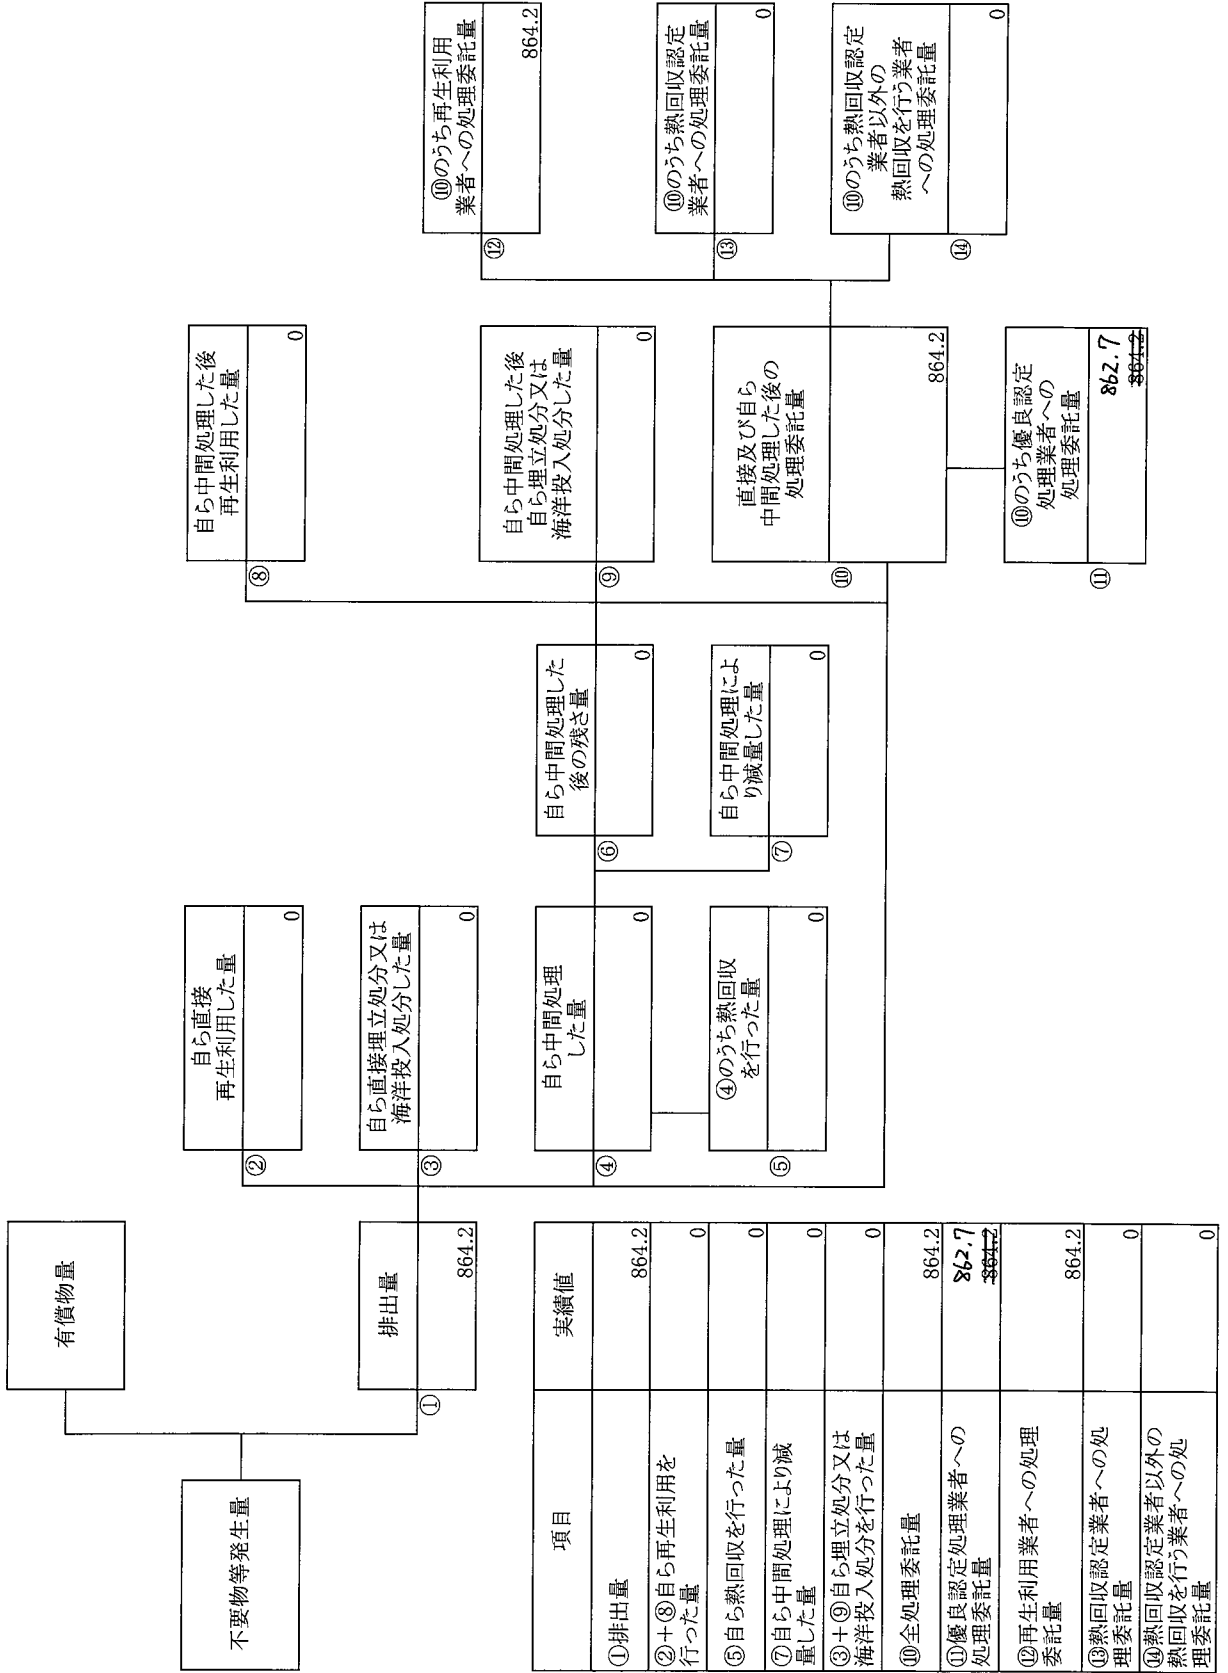 有償物量
不要物等発生量
排出量
①
864.2
自ら直接
再生利用した量
②
0
自ら直接埋立処分又は
海洋投入処分した量
③
0
自ら中間処理
した量
④
0
④のうち熱回収
を行った量
⑤
0
自ら中間処理した
後の残さ量
⑥
0
自ら中間処理によ
り減量した量
⑦
0
自ら中間処理した後
再生利用した量
⑧
0
自ら中間処理した後
自ら埋立処分又は
海洋投入処分した量
⑨
0
直接及び自ら
中間処理した後の
処理委託量
⑩
864.2
⑩のうち優良認定
処理業者への
処理委託量
⑪
862.7
864.2
⑩のうち再生利用
業者への処理委託量
⑫
864.2
⑩のうち熱回収認定
業者への処理委託量
⑬
0
⑩のうち熱回収認定
業者以外の
熱回収を行う業者
への処理委託量
⑭
0
項目 実績値
①排出量 864.2
②+⑧自ら再生利用を
行った量 0
⑤自ら熱回収を行った量 0
⑦自ら中間処理により減
量した量 0
③+⑨自ら埋立処分又は
海洋投入処分を行った量 0
⑩全処理委託量 864.2
⑪優良認定処理業者への
処理委託量 862.7
864.2
⑫再生利用業者への処理
委託量 864.2
⑬熱回収認定業者への処
理委託量 0
⑭熱回収認定業者以外の
熱回収を行う業者への処
理委託量 0